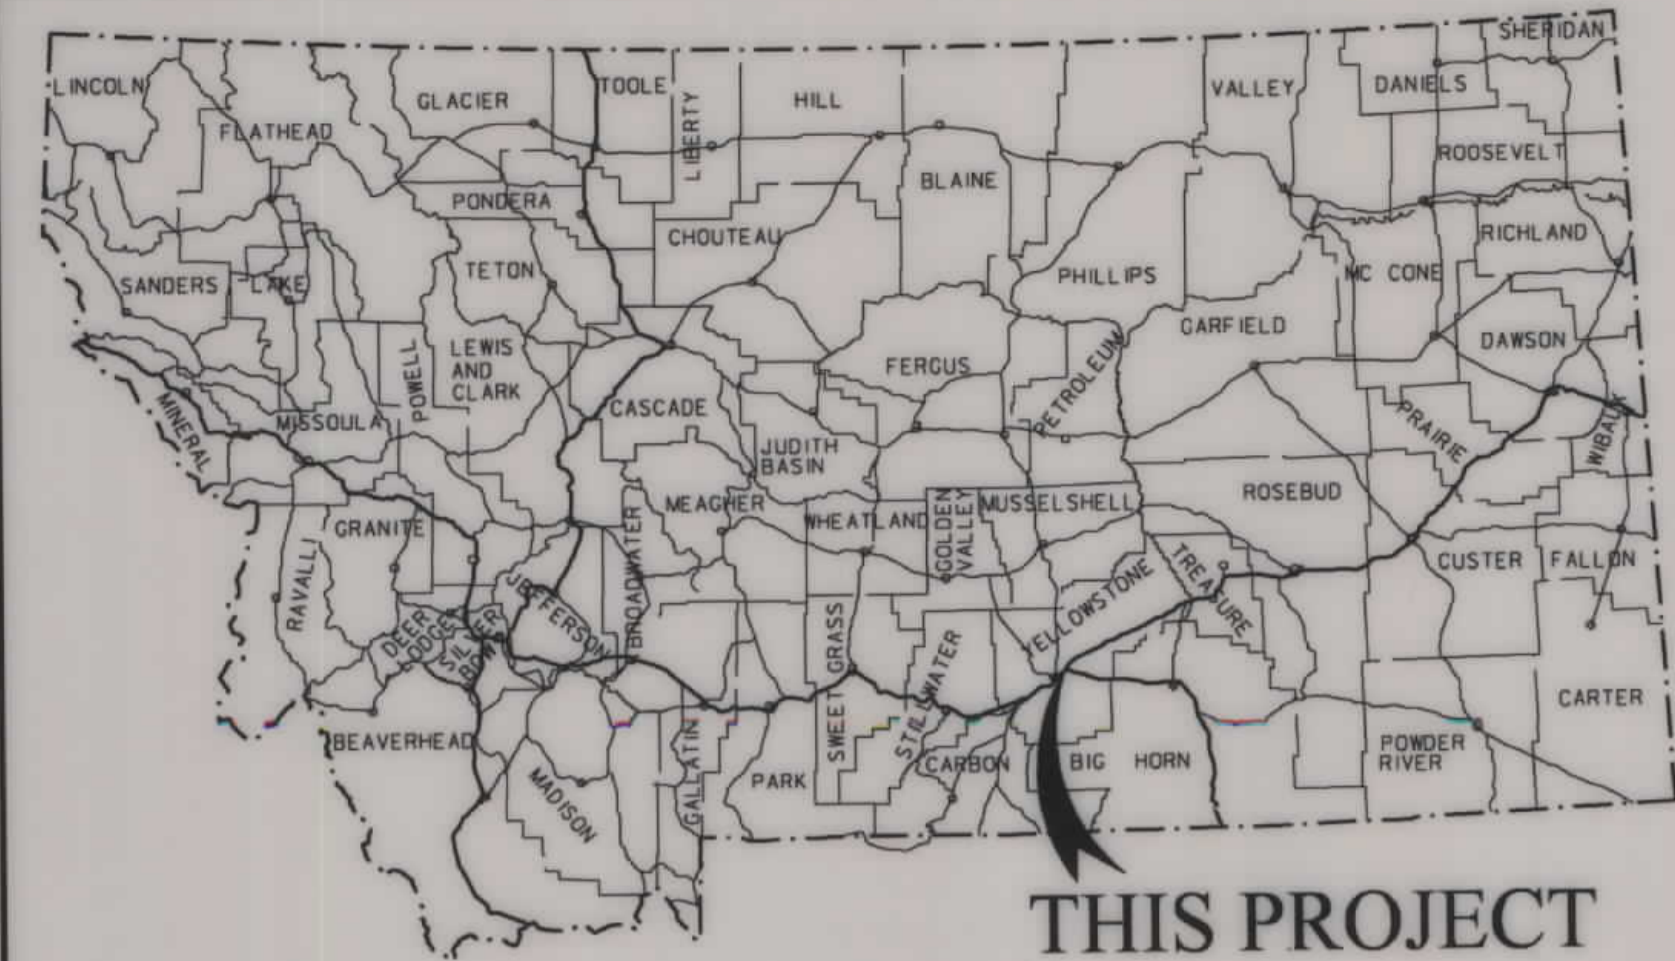 SHERIDAN
LINCOLN
GLACIER
TOOLE
LIBERTY
HILL
VALLEY
DANIELS
FLATHEAD
ROOSEVELT
BLAINE
PONDERA
CHOUTEAU
RICHLAND
SANDERS
LAKE
TETON
PHILLIPS
MC CONE
GARFIELD
DAWSON
POWELL
LEWIS
AND
CLARK
FERGUS
PETROLEUM
MINERAL
MISSOULA
CASCADE
JUDITH
BASIN
PRAIRIE
WIBAUX
MEAGHER
WHEATLAND
GOLDEN
VALLEY
MUSSELSHELL
ROSEBUD
GRANITE
RAVALLI
BROADWATER
JEFFERSON
YELLOWSTONE
TREASURE
CUSTER
FALLON
DEER
LODGE
SILVER
BOW
SWEET GRASS
STILLWATER
CARTER
BEAVERHEAD
MADISON
GALLATIN
PARK
CARBON
BIG HORN
POWDER
RIVER
THIS PROJECT